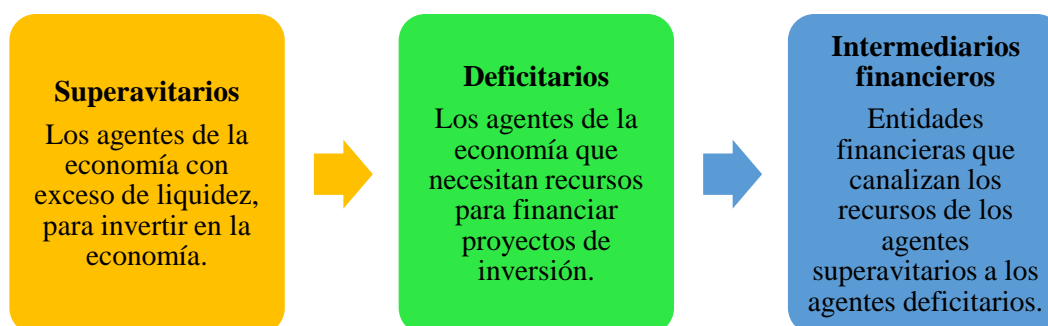 Superavitarios
Los agentes de la
economía con
exceso de liquidez,
para invertir en la
economía.
Deficitarios
Los agentes de la
economía que
necesitan recursos
para financiar
proyectos de
inversión.
Intermediarios
financieros
Entidades
financieras que
canalizan los
recursos de los
agentes
superavitarios a los
agentes deficitarios.